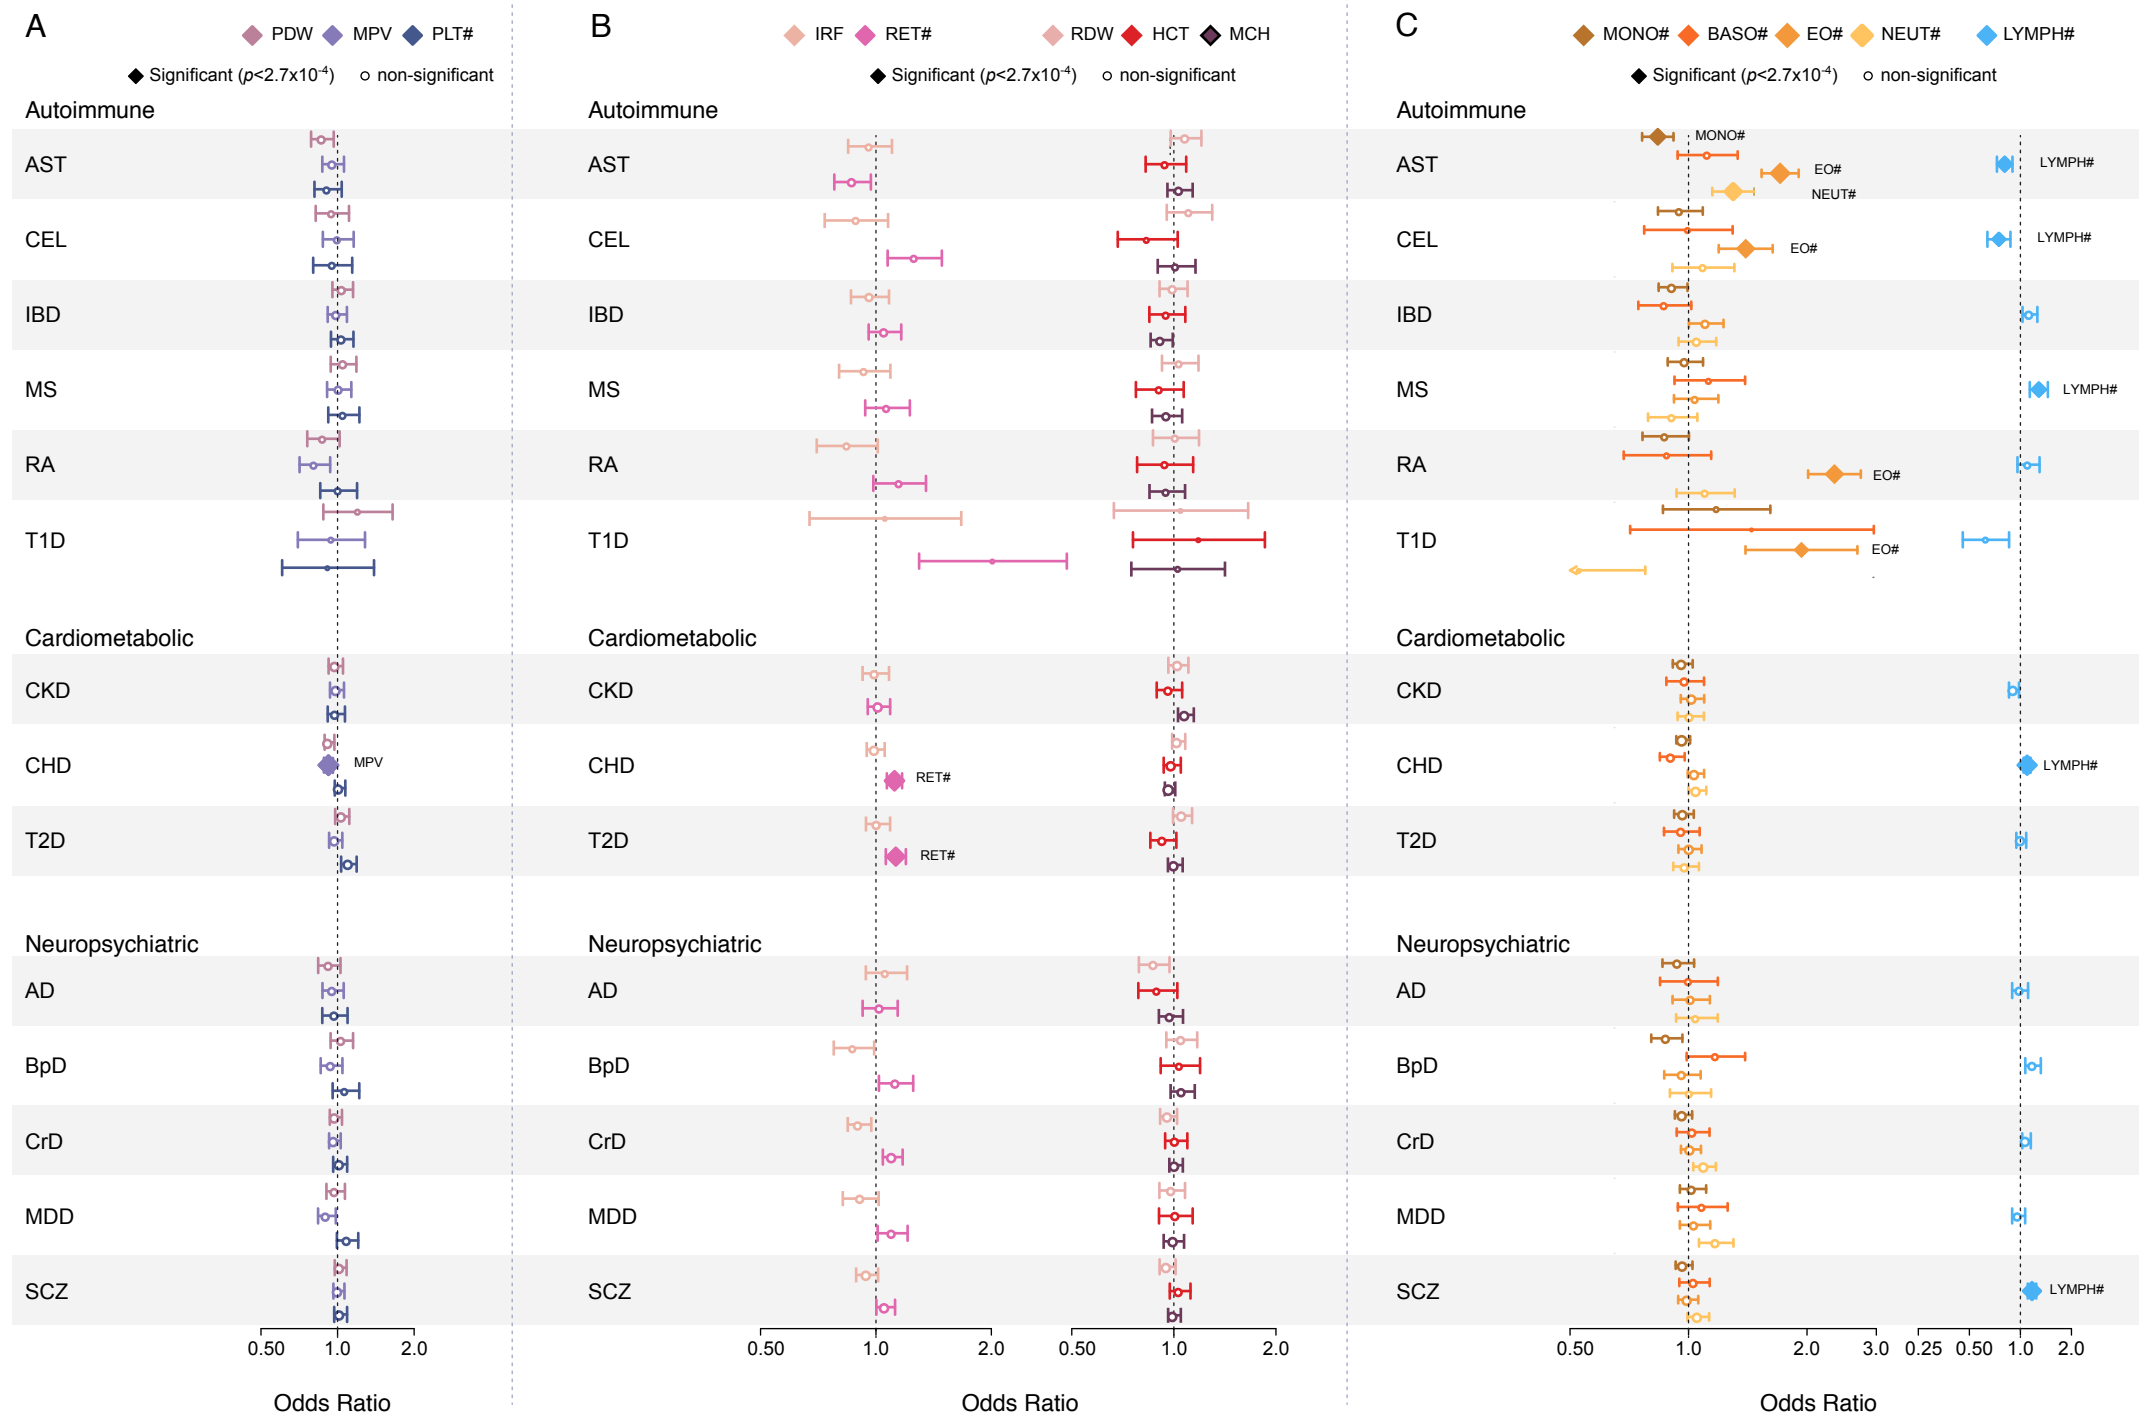 A
PDW MPV PLT#
Significant (p<2.7x10-4) non-significant
Autoimmune
AST
CEL
IBD
MS
RA
T1D
Cardiometabolic
CKD
CHD MPV
T2D
Neuropsychiatric
AD
BpD
CrD
MDD
SCZ
0.50 1.0 2.0
Odds Ratio
B
IRF RET# RDW HCT MCH
Significant (p<2.7x10-4) non-significant
Autoimmune
AST
CEL
IBD
MS
RA
T1D
Cardiometabolic
CKD
CHD RET#
T2D RET#
Neuropsychiatric
AD
BpD
CrD
MDD
SCZ
0.50 1.0 2.0 0.50 1.0 2.0
Odds Ratio
C
MONO# BASO# EO# NEUT# LYMPH#
Significant (p<2.7x10-4) non-significant
Autoimmune
MONO#
AST LYMPH#
EO#
NEUT#
CEL LYMPH#
EO#
IBD
MS LYMPH#
RA
EO#
T1D
EO#
Cardiometabolic
CKD
CHD LYMPH#
T2D
Neuropsychiatric
AD
BpD
CrD
MDD
SCZ LYMPH#
0.50 1.0 2.0 3.0 0.25 0.50 1.0 2.0
Odds Ratio